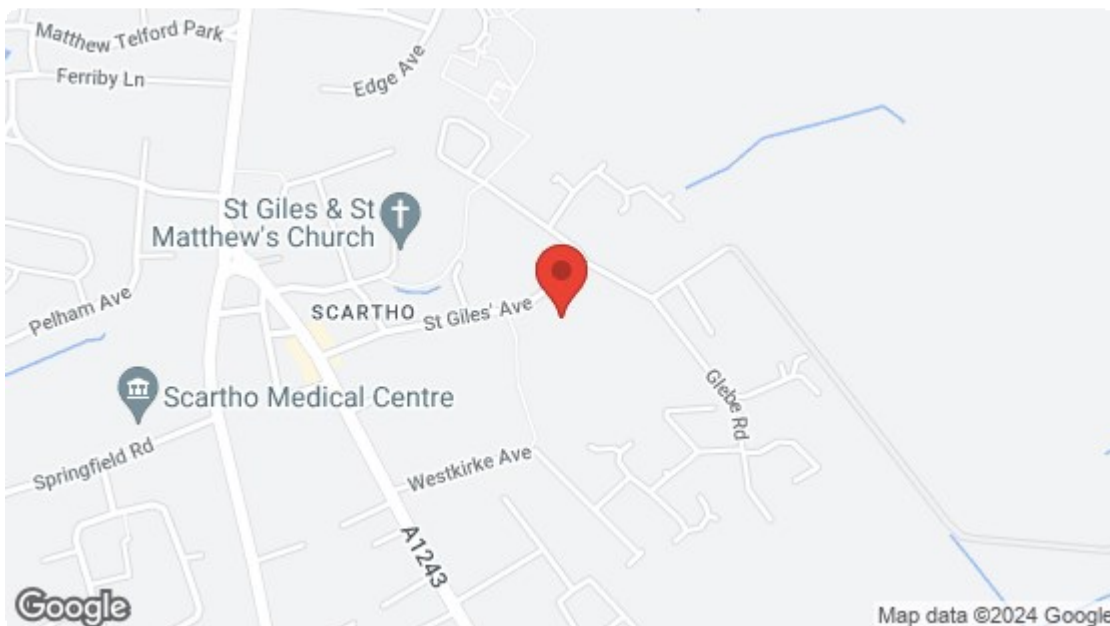 Matthew Telford Park
Ferriby Ln
Edge Ave
St Giles & St
Matthew's Church
Pelham Ave
SCARTHO
St Giles' Ave
Scartho Medical Centre
Glebe Rd
Springfield Rd
Westkirke Ave
A1243
Google
Map data ©2024 Google